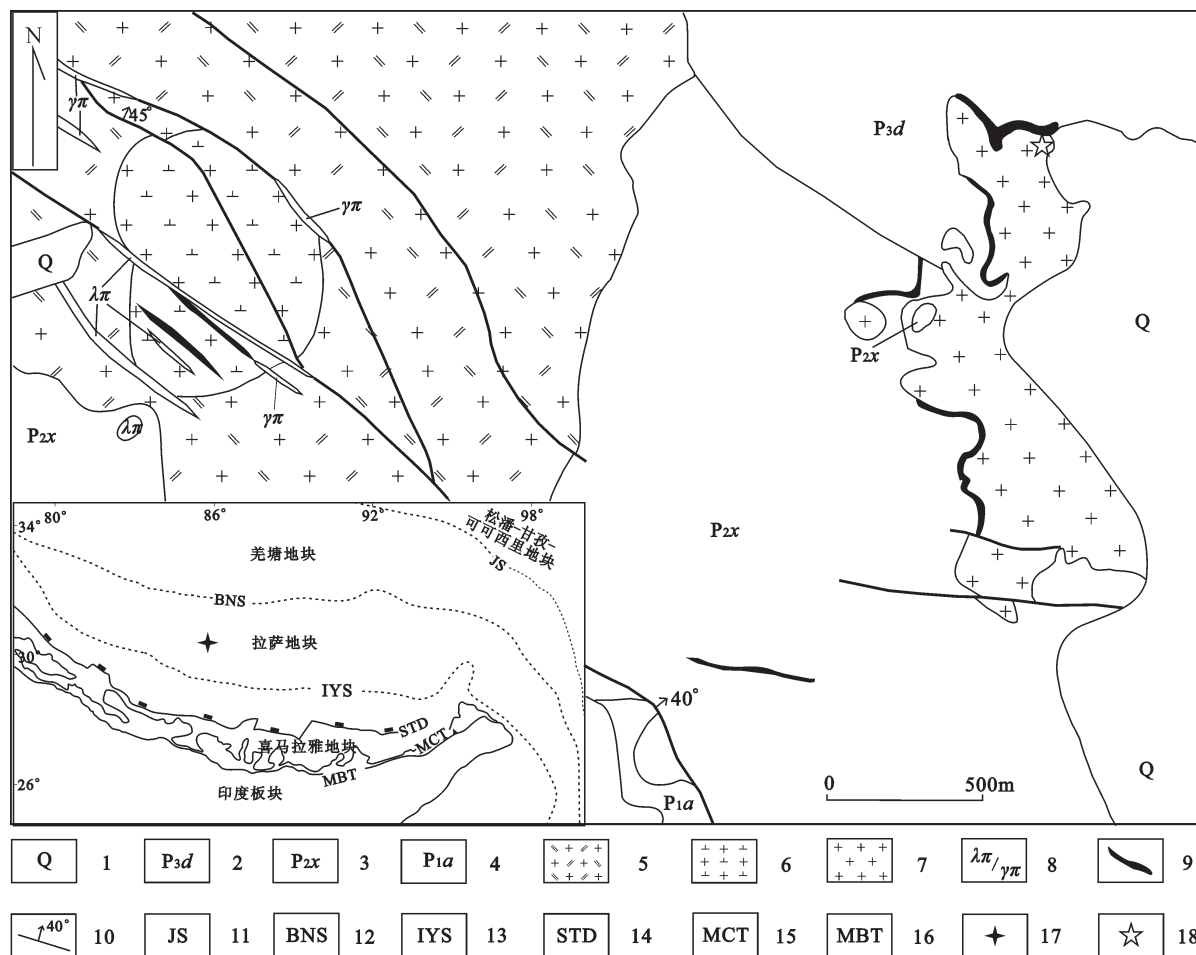 N
γπ
45°
P3d
γπ
Q
λπ
Q
P2x
γπ
λπ
P2x
P2x
80° 86° 92° 98°
34°
松潘-甘孜-
可可西里地块
羌塘地块
JS
BNS
拉萨地块
30°
IYS
40°
STD
喜马拉雅地块
MCT
MBT
26°
印度板块
Q
0 500m
P1a
Q 1 P3d 2 P2x 3 P1a 4 5 6 7 λπ/γπ 8 9
40° 10 JS 11 BNS 12 IYS 13 STD 14 MCT 15 MBT 16 17 18